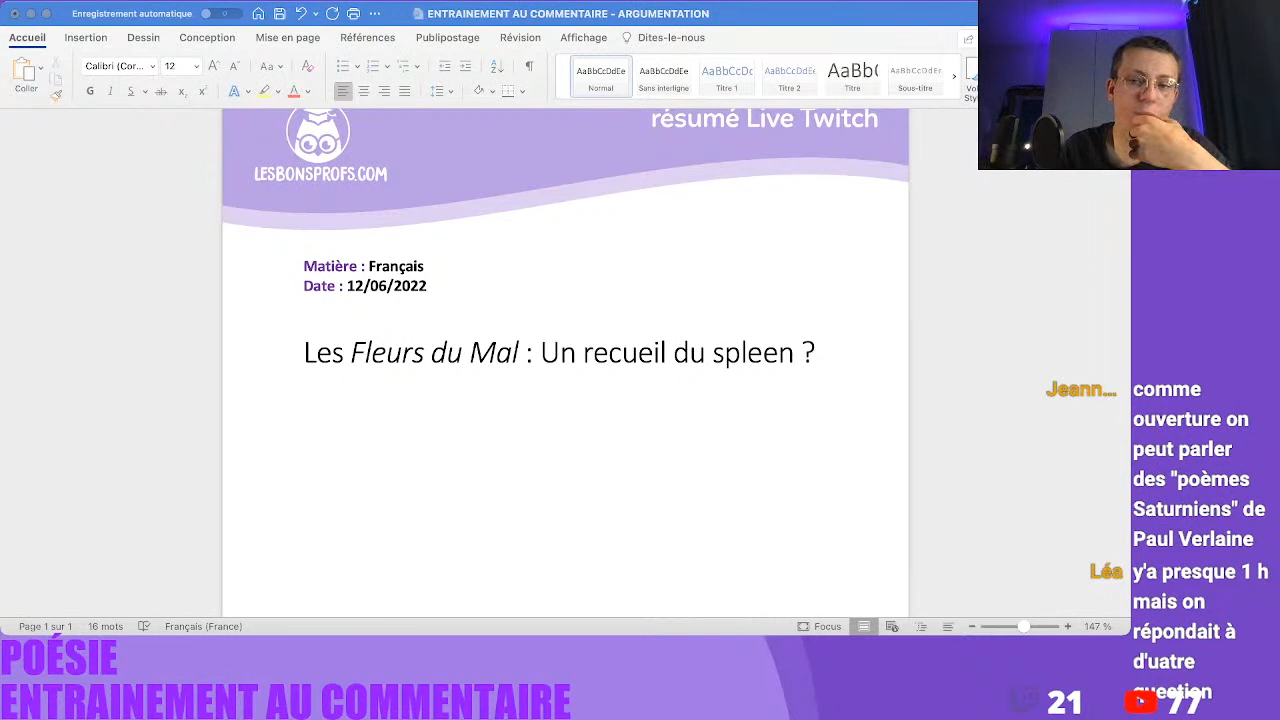 Enregistrement automatique
ENTRAINEMENT AU COMMENTAIRE - ARGUMENTATION
Accueil Insertion Dessin Conception Mise en page Références Publipostage Révision Affichage Dites-le-nous
Coller
Calibri (Cor... 12
AaBbCcDdEe AaBbCcDdEe AaBbCcDc AaBbCcDdEe AaBb( AaBbCcDdEe
Normal Sans interligne Titre 1 Titre 2 Titre Sous-titre
résumé Live Twitch
LESBONSPROFS.COM
Matière : Français
Date : 12/06/2022
Les Fleurs du Mal : Un recueil du spleen ?
Jeann... comme
ouverture on
peut parler
des "poèmes
Saturniens" de
Paul Verlaine
Léa y'a presque 1 h
mais on
répondait à
d'uatre
question
Page 1 sur 1 16 mots Français (France) Focus 147 %
POÉSIE
ENTRAINEMENT AU COMMENTAIRE
21 77